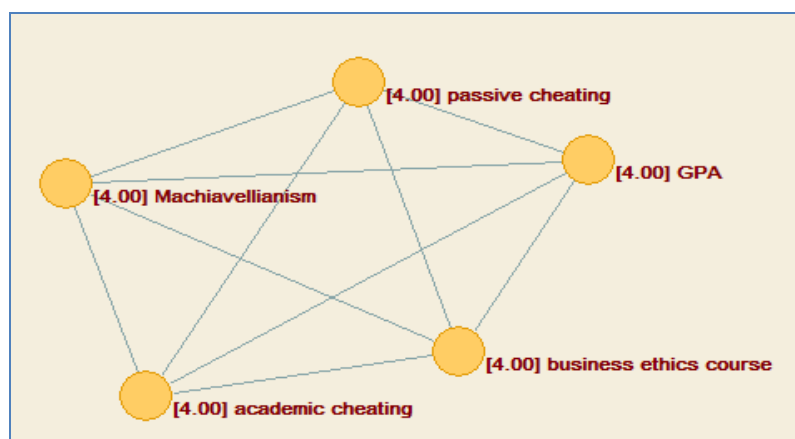 [4.00] passive cheating
[4.00] GPA
[4.00] Machiavellianism
[4.00] business ethics course
[4.00] academic cheating